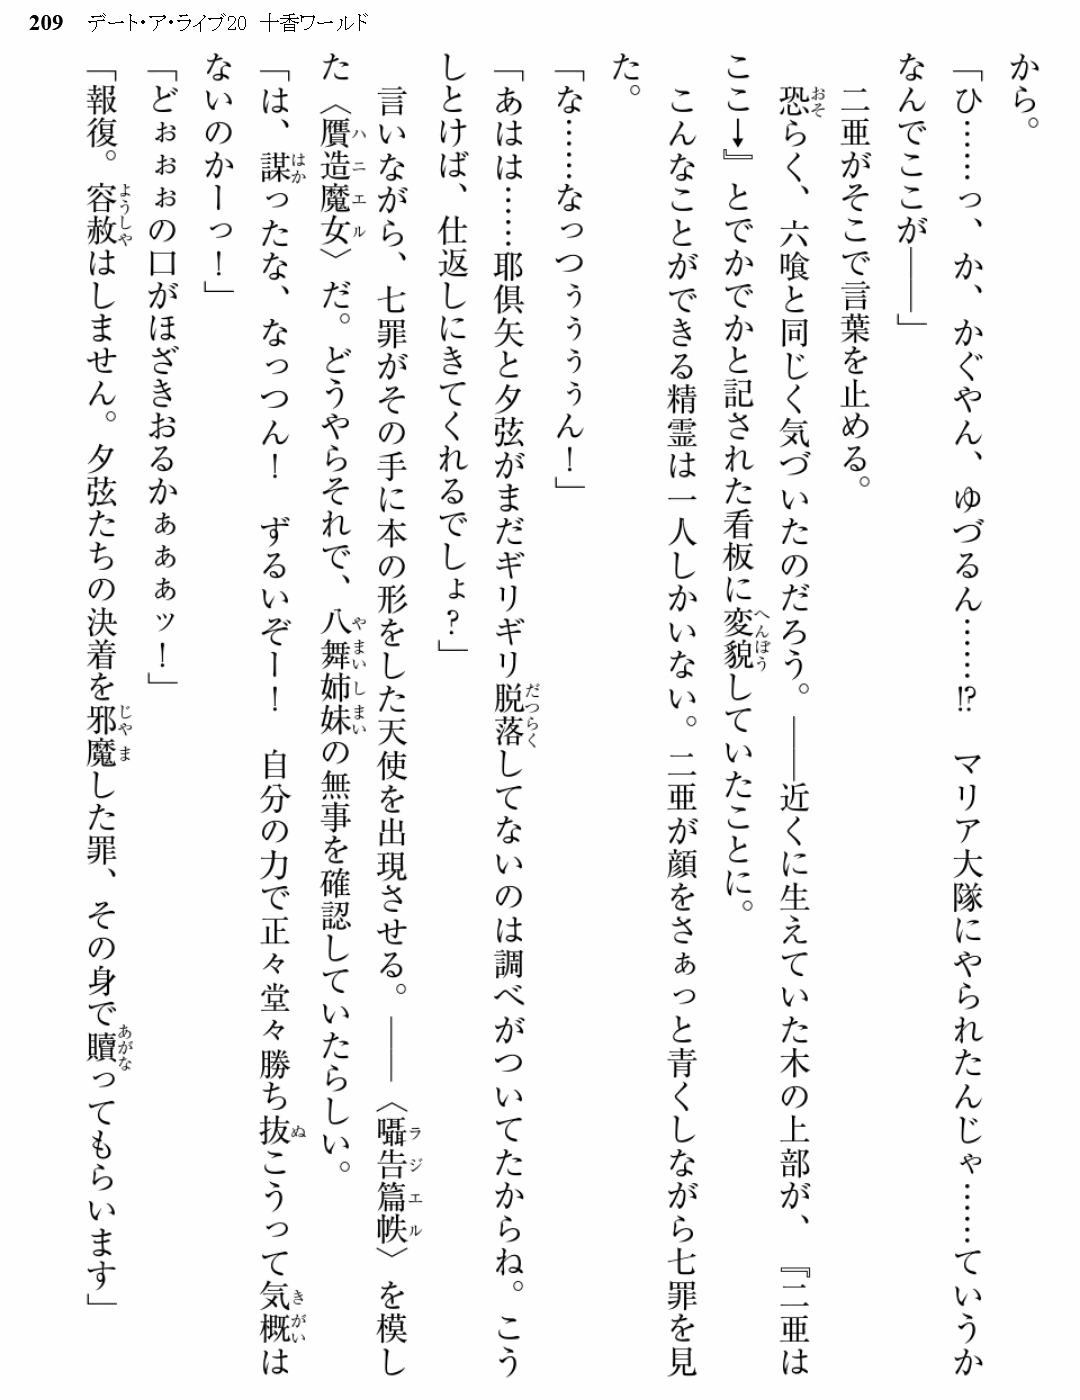 209 デート・ア・ライブ20 十香ワールド
から。
「ひ……っ、か、かぐやん、ゆづるん……!? マリア大隊にやられたんじゃ……ていうか
なんでここが――」
二亜がそこで言葉を止める。
恐らく、六喰と同じく気づいたのだろう。――近くに生えていた木の上部が、『二亜は
ここ→』とでかでかと記された看板に変貌していたことに。
こんなことができる精霊は一人しかいない。二亜が顔をさぁっと青くしながら七罪を見
た。
「な……なっつぅぅぅぅん!」
「あはは……耶倶矢と夕弦がまだギリギリ脱落してないのは調べがついてたからね。こう
しとけば、仕返しにきてくれるでしょ?」
言いながら、七罪がその手に本の形をした天使を出現させる。――〈囁告篇帙〉を模し
た〈贋造魔女〉だ。どうやらそれで、八舞姉妹の無事を確認していたらしい。
「は、謀ったな、なっつん! ずるいぞー! 自分の力で正々堂々勝ち抜こうって気概は
ないのかーっ!」
「どぉぉぉの口がほざきおるかぁぁぁッ!」
「報復。容赦はしません。夕弦たちの決着を邪魔した罪、その身で贖ってもらいます」